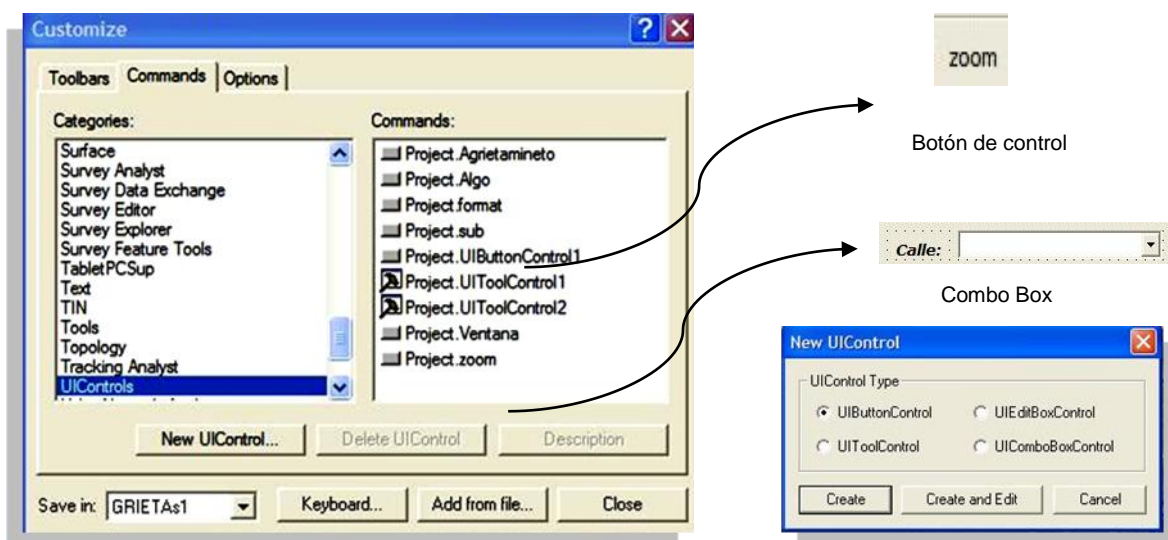 Customize
Toolbars Commands Options
Categories:
Surface
Survey Analyst
Survey Data Exchange
Survey Editor
Survey Explorer
Survey Feature Tools
TabletPCSup
Text
TIN
Tools
Topology
Tracking Analyst
UIControls
Commands:
Project.Agrietamineto
Project.Algo
Project.format
Project.sub
Project.UIButtonControl1
Project.UIToolControl1
Project.UIToolControl2
Project.Ventana
Project.zoom
New UIControl... Delete UIControl Description
Save in: GRIETAs1 Keyboard... Add from file... Close
zoom
Botón de control
Calle:
Combo Box
New UIControl
UIControl Type
UIButtonControl UIEditBoxControl
UIToolControl UIComboBoxControl
Create Create and Edit Cancel